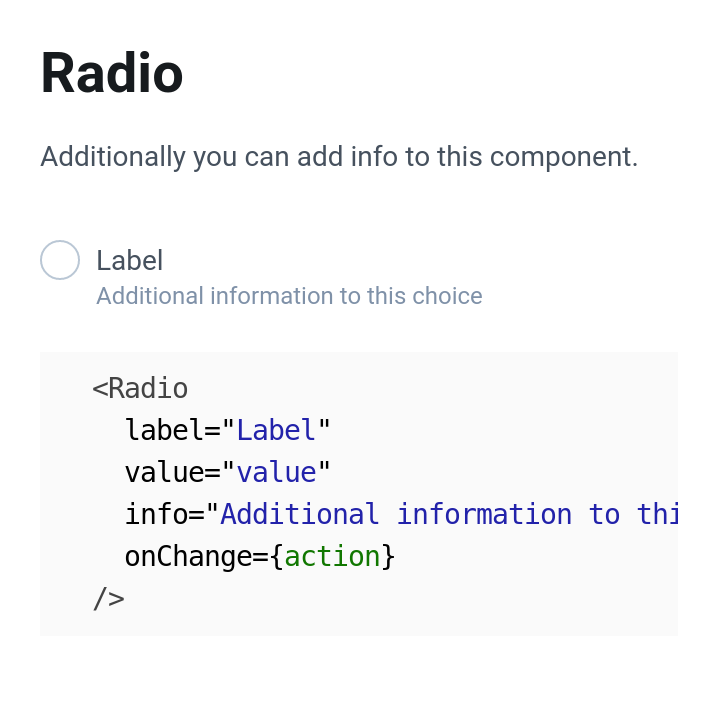 Radio
Additionally you can add info to this component.
Label
Additional information to this choice
<Radio
  label="Label"
  value="value"
  info="Additional information to thi
  onChange={action}
/>